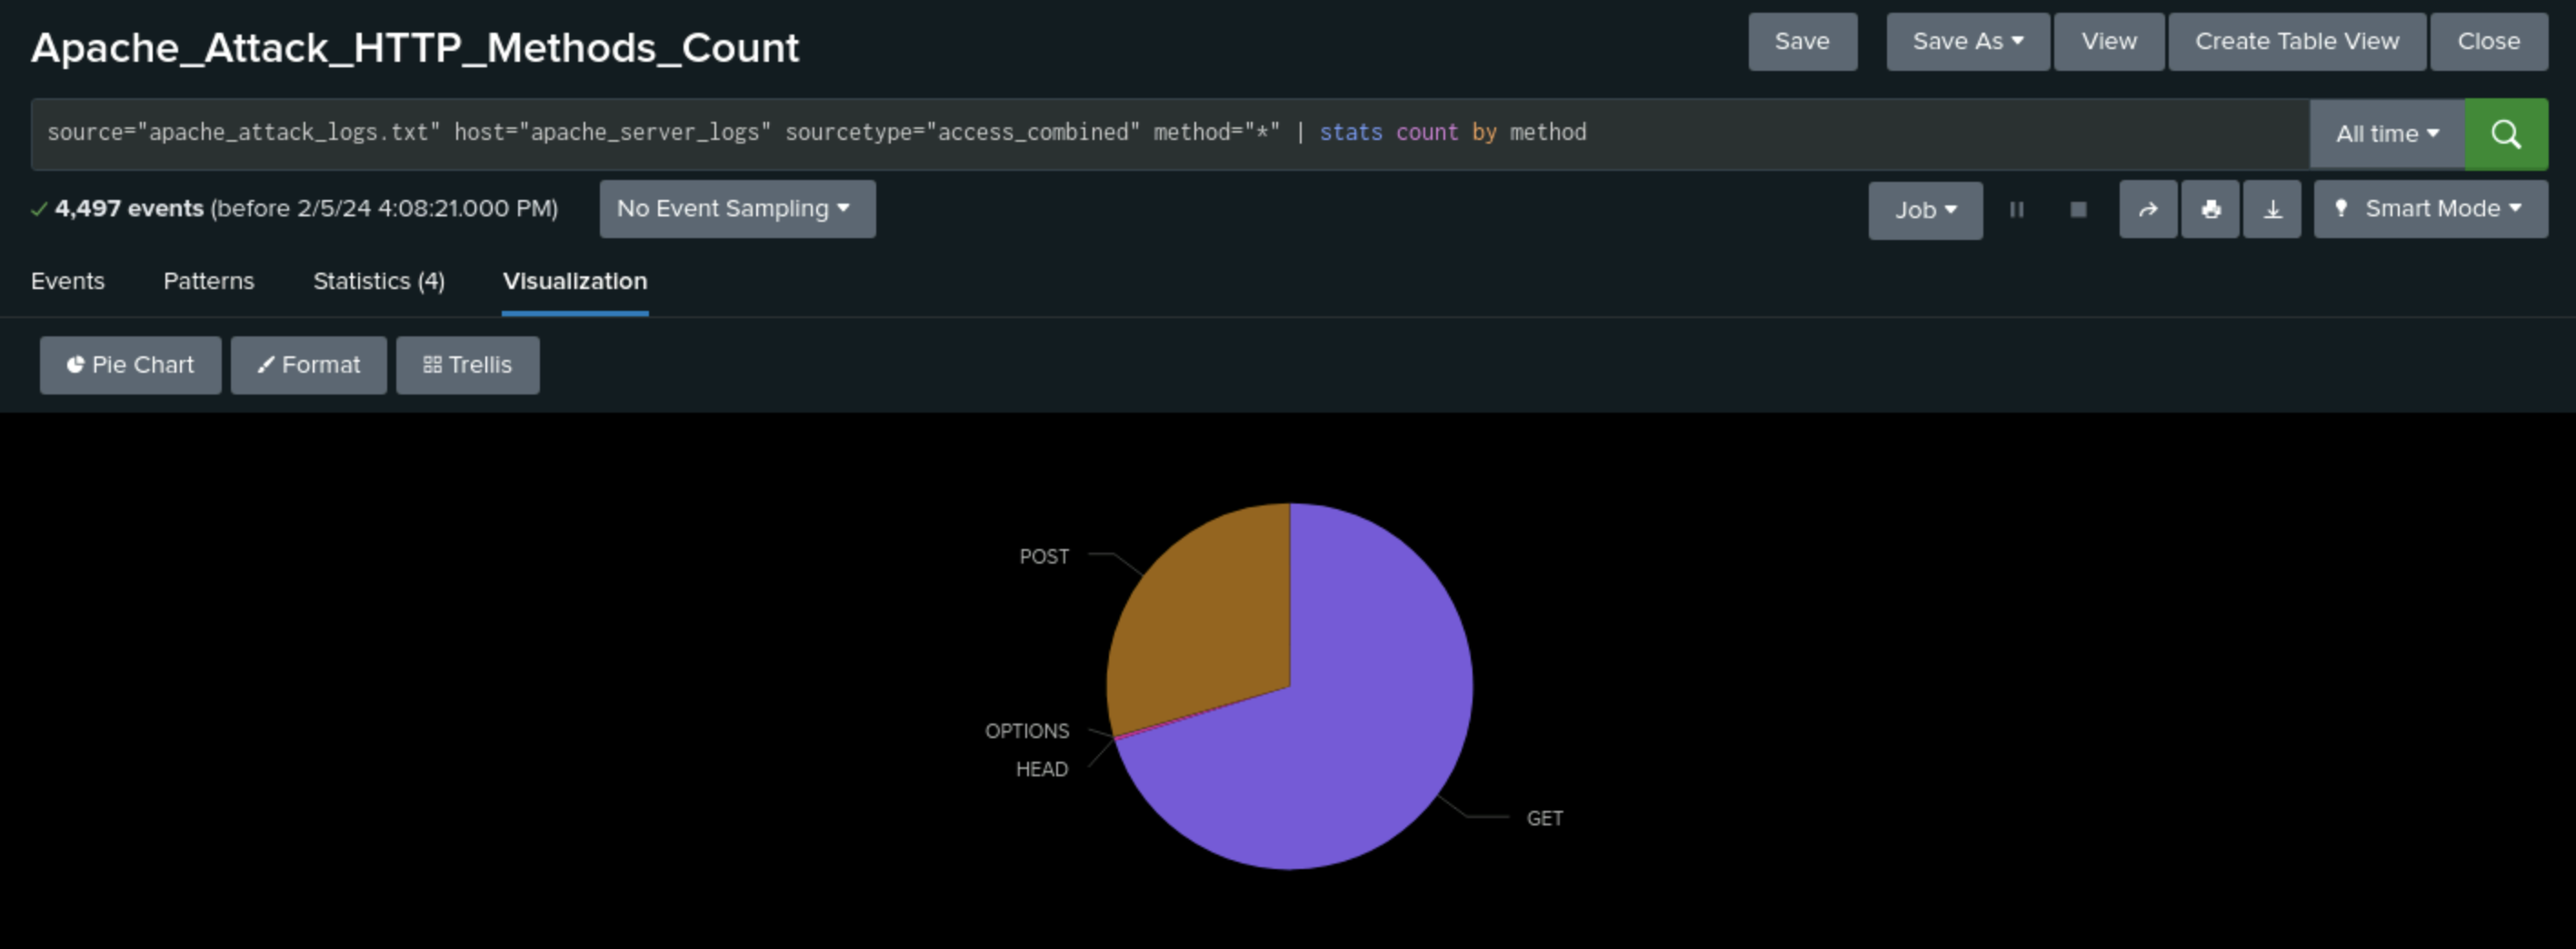 Apache_Attack_HTTP_Methods_Count
Save
Save As
View
Create Table View
Close
source="apache_attack_logs.txt" host="apache_server_logs" sourcetype="access_combined" method="*" | stats count by method
All time
4,497 events (before 2/5/24 4:08:21.000 PM)
No Event Sampling
Job
Smart Mode
Events
Patterns
Statistics (4)
Visualization
Pie Chart
Format
Trellis
POST
OPTIONS
HEAD
GET